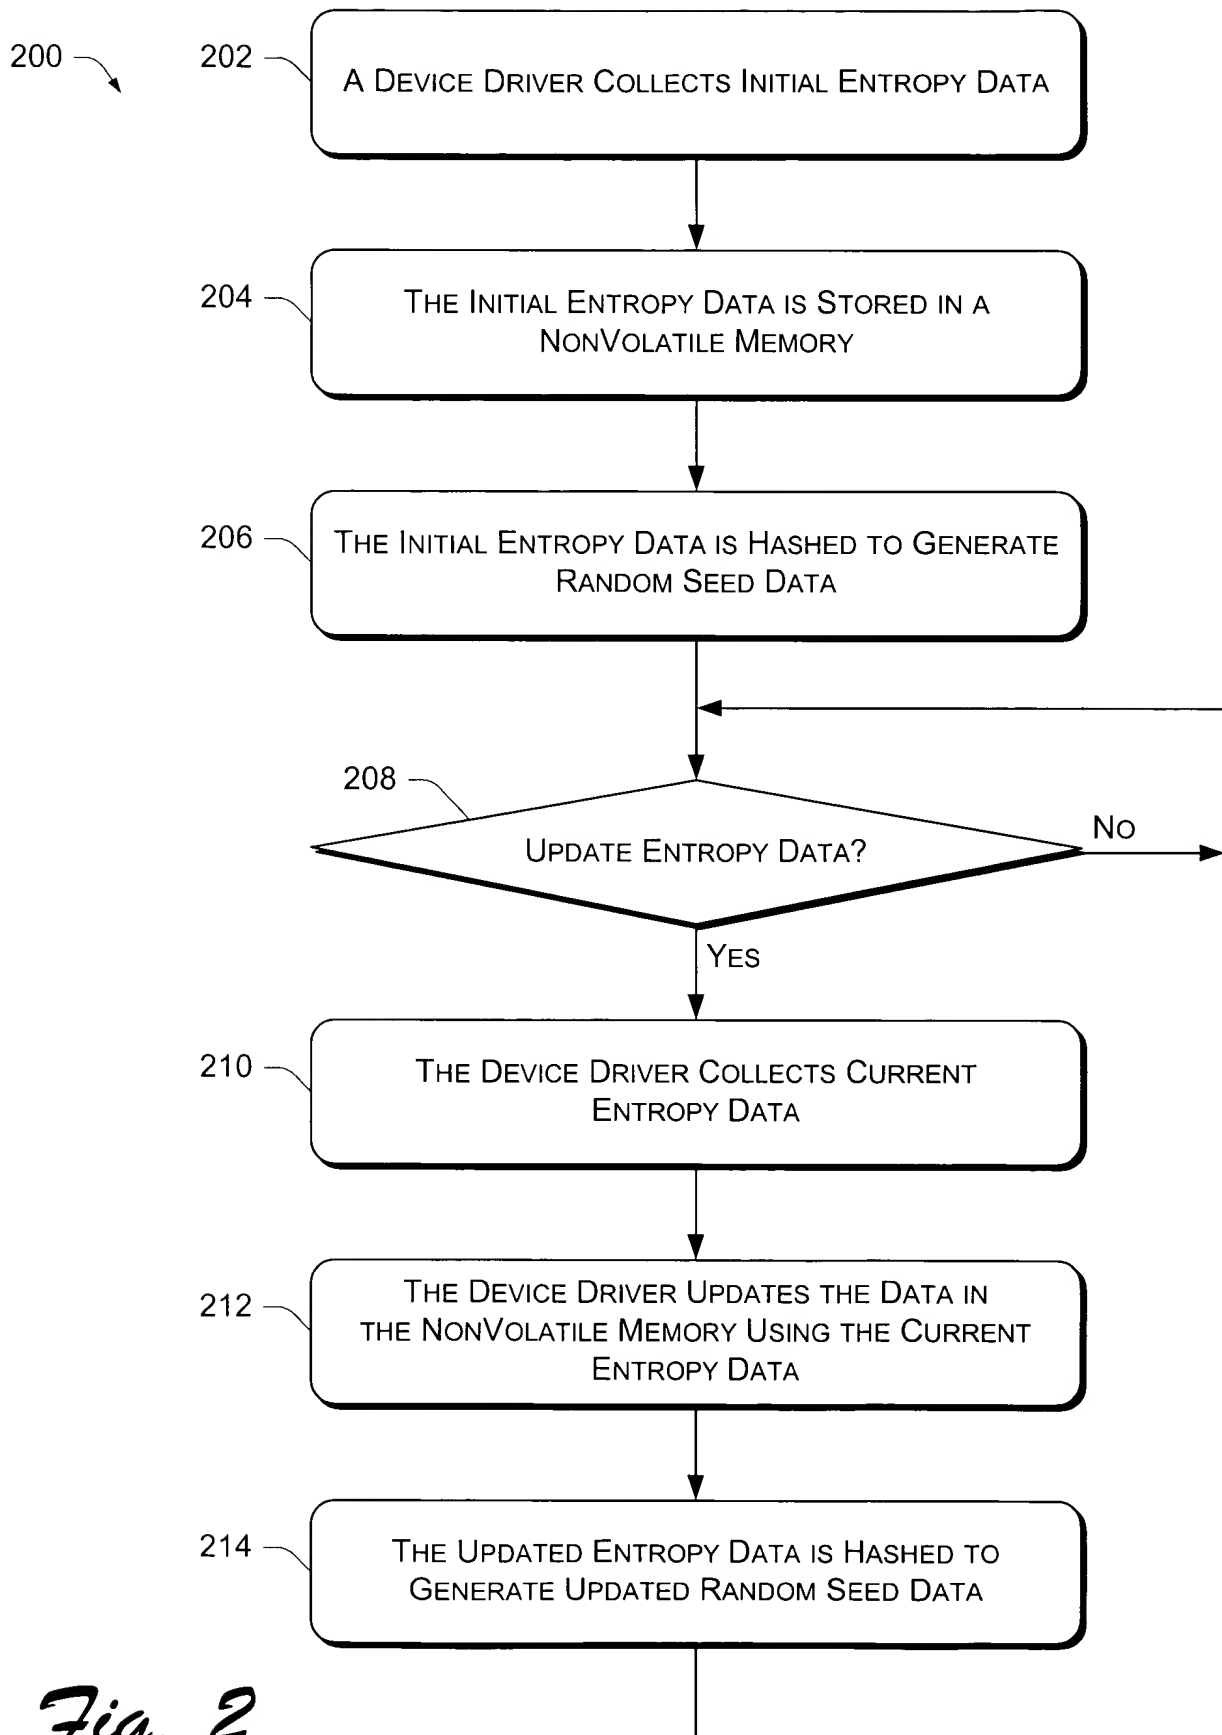 200
202
A DEVICE DRIVER COLLECTS INITIAL ENTROPY DATA
204
THE INITIAL ENTROPY DATA IS STORED IN A
NONVOLATILE MEMORY
206
THE INITIAL ENTROPY DATA IS HASHED TO GENERATE
RANDOM SEED DATA
208
UPDATE ENTROPY DATA?
NO
YES
210
THE DEVICE DRIVER COLLECTS CURRENT
ENTROPY DATA
212
THE DEVICE DRIVER UPDATES THE DATA IN
THE NONVOLATILE MEMORY USING THE CURRENT
ENTROPY DATA
214
THE UPDATED ENTROPY DATA IS HASHED TO
GENERATE UPDATED RANDOM SEED DATA
Fig. 2